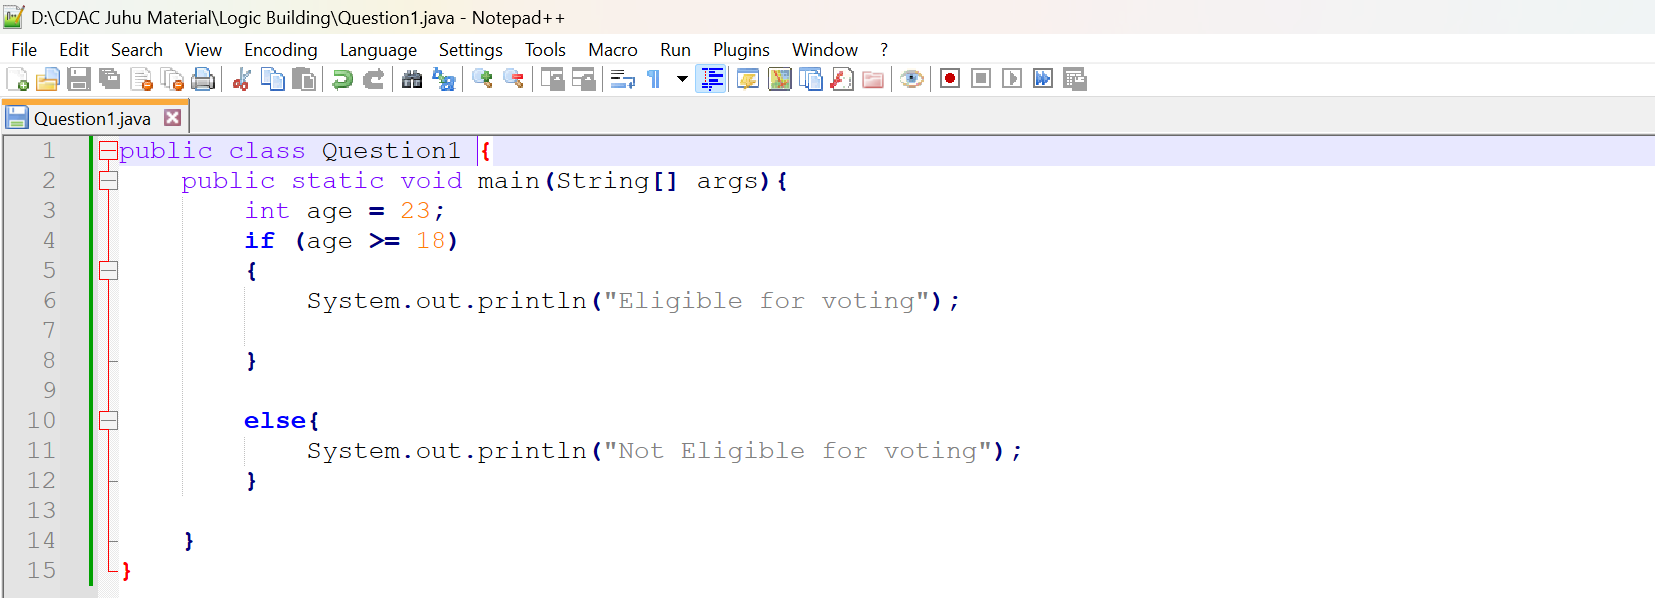 D:\CDAC Juhu Material\Logic Building\Question1.java - Notepad++
File Edit Search View Encoding Language Settings Tools Macro Run Plugins Window ?
Question1.java
1 public class Question1 {
2 public static void main(String[] args){
3 int age = 23;
4 if (age >= 18)
5 {
6 System.out.println("Eligible for voting");
7
8 }
9
10 else{
11 System.out.println("Not Eligible for voting");
12 }
13
14 }
15 }